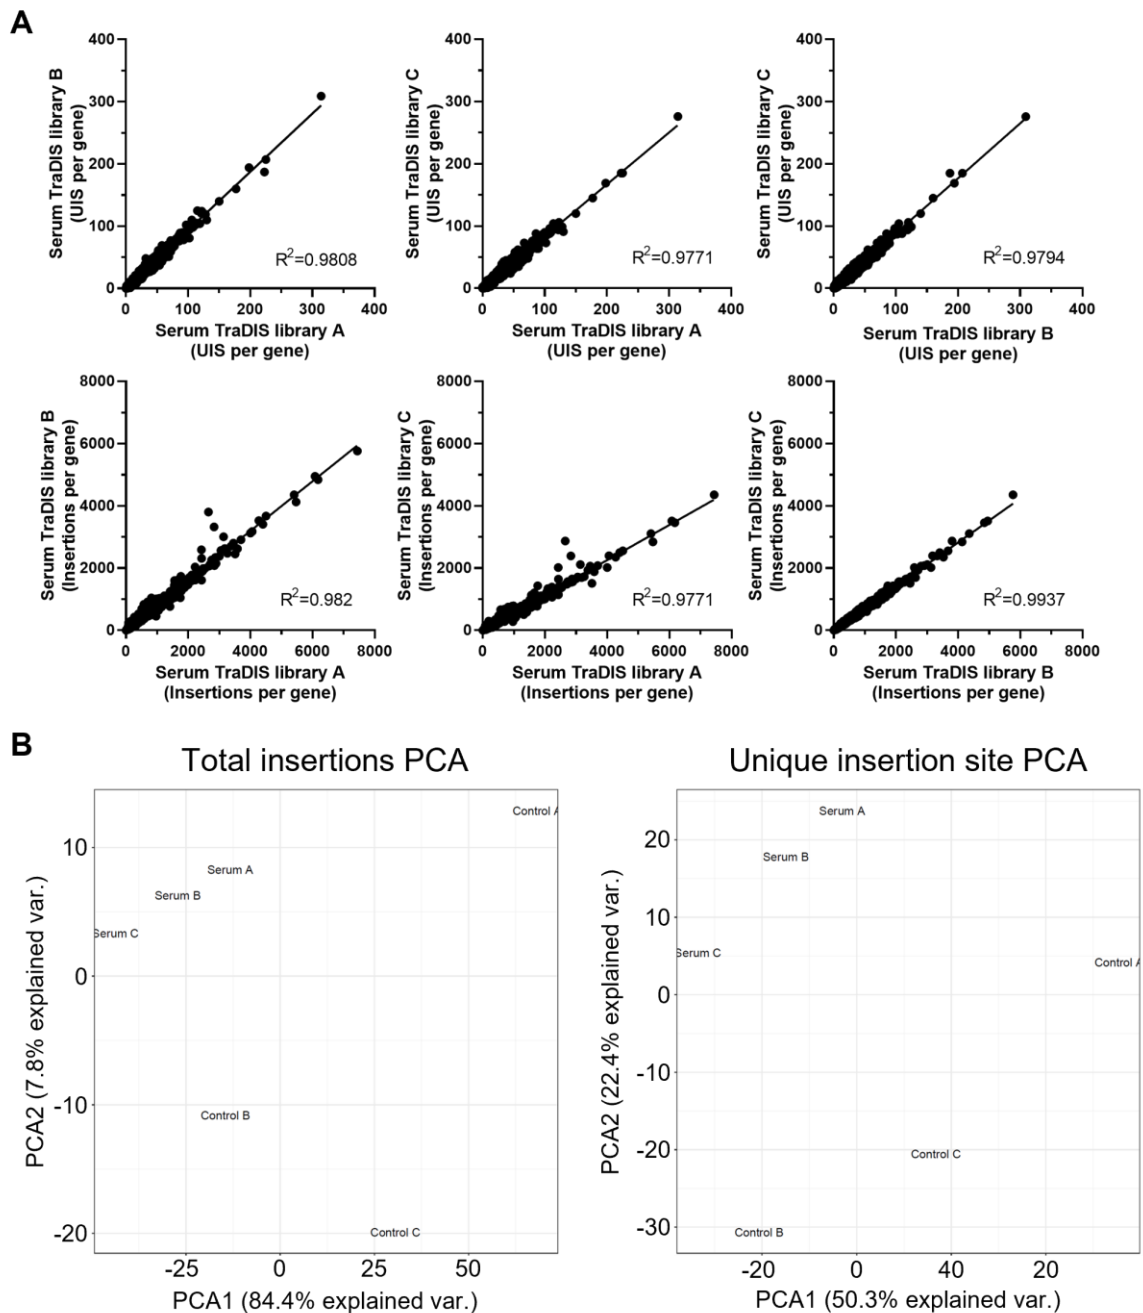 A
400
300
200
100
0
0 100 200 300 400
Serum TraDIS library B
(UIS per gene)
R²=0.9808
Serum TraDIS library A
(UIS per gene)
400
300
200
100
0
0 100 200 300 400
Serum TraDIS library C
(UIS per gene)
R²=0.9771
Serum TraDIS library A
(UIS per gene)
400
300
200
100
0
0 100 200 300 400
Serum TraDIS library C
(UIS per gene)
R²=0.9794
Serum TraDIS library B
(UIS per gene)
8000
6000
4000
2000
0
0 2000 4000 6000 8000
Serum TraDIS library B
(Insertions per gene)
R²=0.982
Serum TraDIS library A
(Insertions per gene)
8000
6000
4000
2000
0
0 2000 4000 6000 8000
Serum TraDIS library C
(Insertions per gene)
R²=0.9771
Serum TraDIS library A
(Insertions per gene)
8000
6000
4000
2000
0
0 2000 4000 6000 8000
Serum TraDIS library C
(Insertions per gene)
R²=0.9937
Serum TraDIS library B
(Insertions per gene)
B
Total insertions PCA
PCA2 (7.8% explained var.)
10
0
-10
-20
Control A
Serum A
Serum B
Serum C
Control B
Control C
-25 0 25 50
PCA1 (84.4% explained var.)
Unique insertion site PCA
PCA2 (22.4% explained var.)
20
10
0
-10
-20
-30
Serum A
Serum B
Serum C
Control A
Control C
Control B
-20 0 40 20
PCA1 (50.3% explained var.)